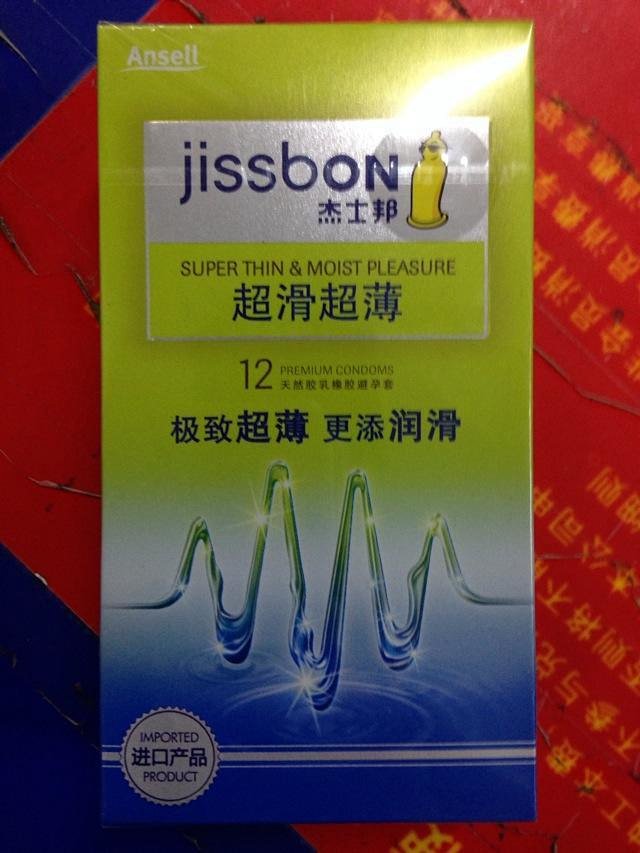 Ansell
jissbON
杰士邦
SUPER THIN & MOIST PLEASURE
超滑超薄
12 PREMIUM CONDOMS
天然胶乳橡胶避孕套
极致超薄 更添润滑
IMPORTED
进口产品
PRODUCT